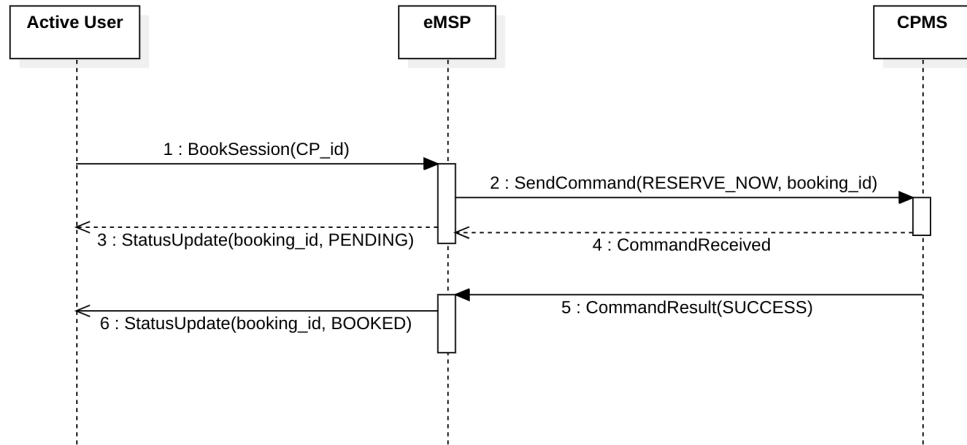 Active User
eMSP
CPMS
1 : BookSession(CP_id)
2 : SendCommand(RESERVE_NOW, booking_id)
3 : StatusUpdate(booking_id, PENDING)
4 : CommandReceived
5 : CommandResult(SUCCESS)
6 : StatusUpdate(booking_id, BOOKED)